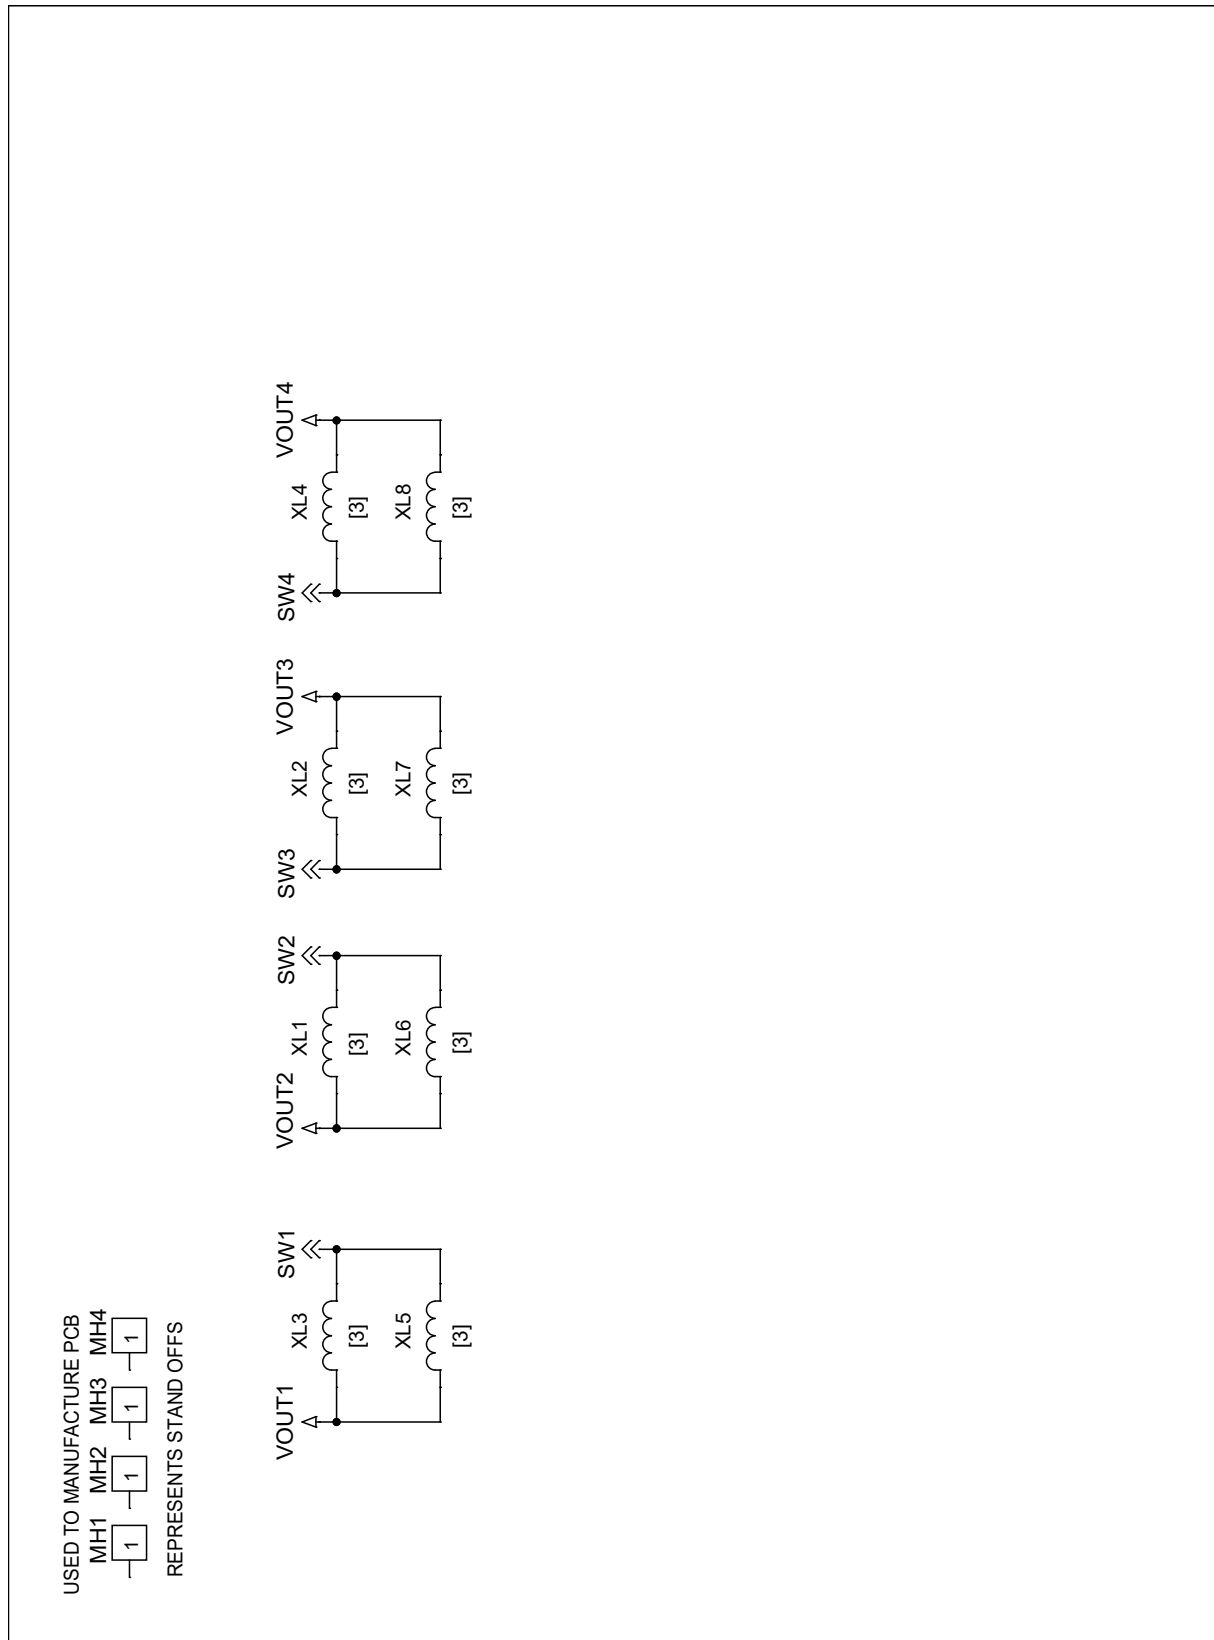 USED TO MANUFACTURE PCB
MH1 MH2 MH3 MH4
1 1 1 1
REPRESENTS STAND OFFS
VOUT1 SW1 VOUT2 SW2 SW3 VOUT3 SW4 VOUT4
XL3 XL1 XL2 XL4
[3] [3] [3] [3]
XL5 XL6 XL7 XL8
[3] [3] [3] [3]